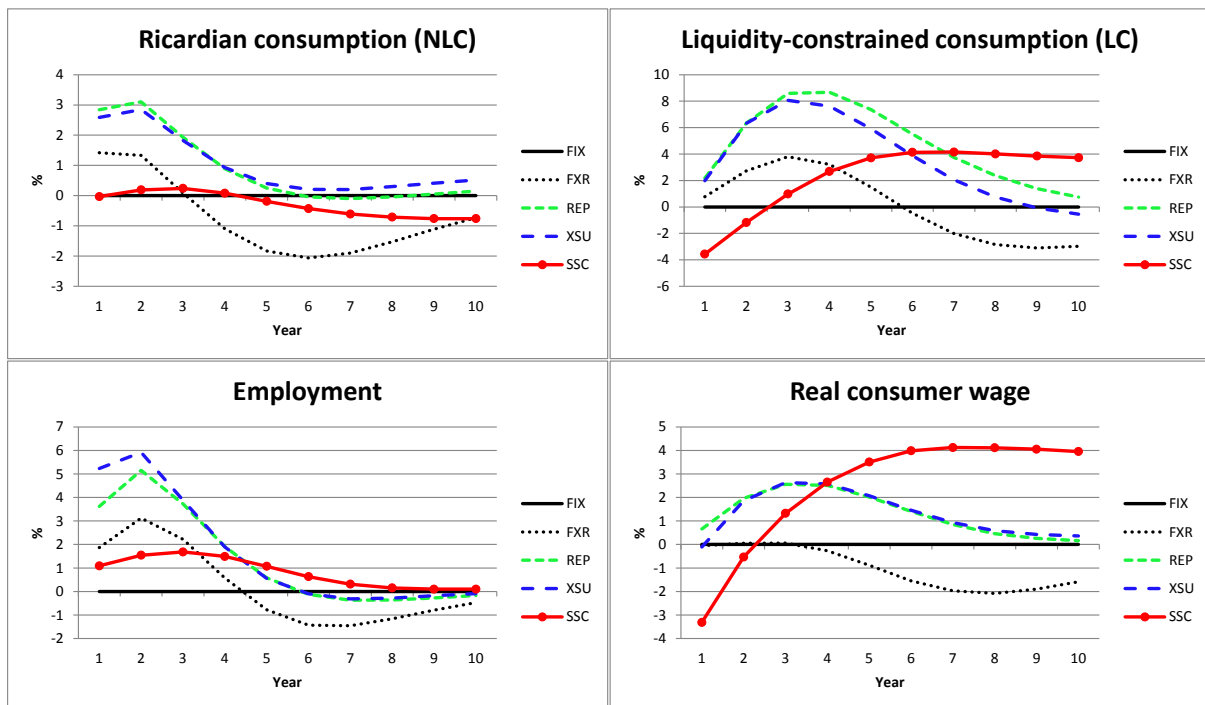 Ricardian consumption (NLC)
4
3
2
1
0
-1
-2
-3
%
1 2 3 4 5 6 7 8 9 10
Year
FIX
FXR
REP
XSU
SSC
Liquidity-constrained consumption (LC)
10
8
6
4
2
0
-2
-4
-6
%
1 2 3 4 5 6 7 8 9 10
Year
FIX
FXR
REP
XSU
SSC
Employment
7
6
5
4
3
2
1
0
-1
-2
%
1 2 3 4 5 6 7 8 9 10
Year
FIX
FXR
REP
XSU
SSC
Real consumer wage
5
4
3
2
1
0
-1
-2
-3
-4
%
1 2 3 4 5 6 7 8 9 10
Year
FIX
FXR
REP
XSU
SSC